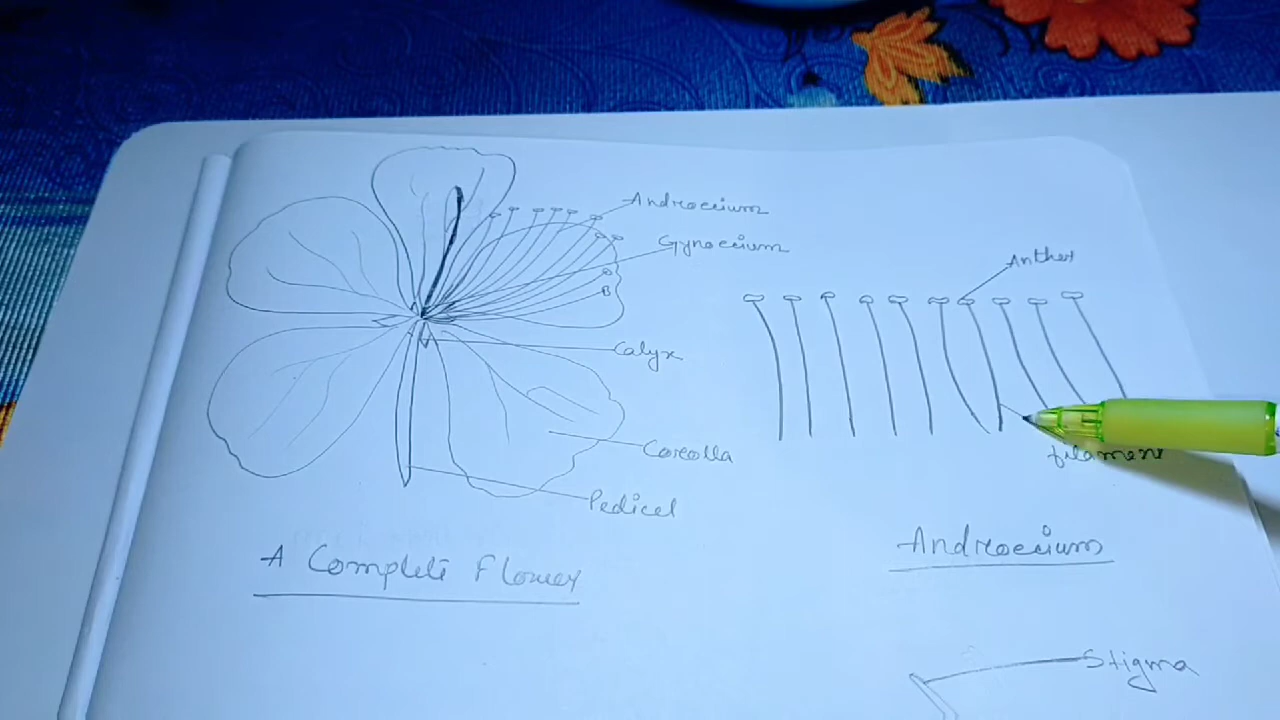 Androecium
Gynoecium
Calyx
Corolla
Pedicel
A Complete Flower
Anther
filament
Androecium
Stigma